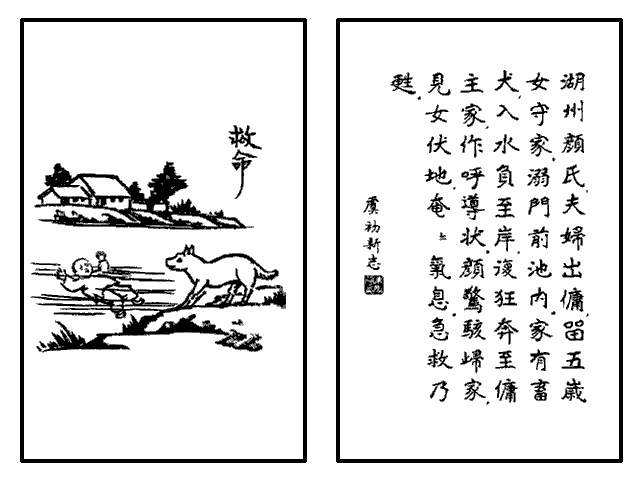 救命
湖州顏氏、夫婦出傭、留五歲
女守家、溺門前池內、家有畜
犬、入水負至岸、復狂奔至傭
主家、作呼導狀、顏驚駭歸家、
見女伏地、奄〻氣息、急救乃
甦、
虞初新志